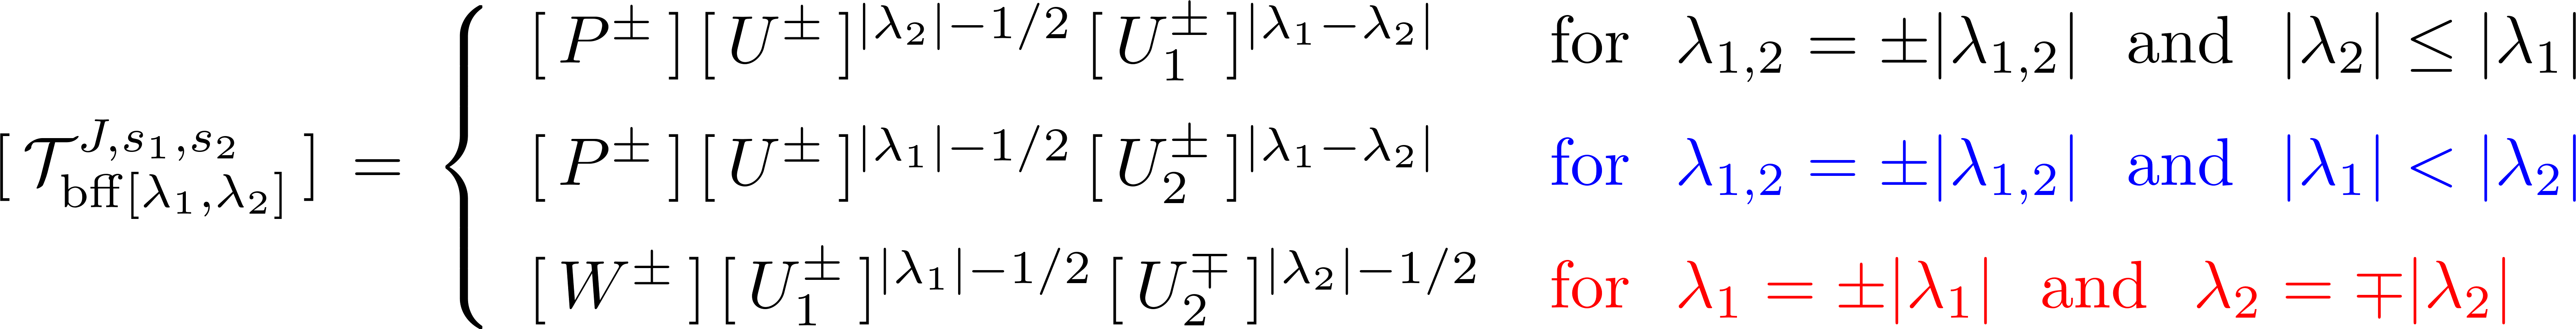 [ P^± ] [ U^± ]^{|λ_2|−1/2} [ U_1^± ]^{|λ_1−λ_2|} for λ_{1,2} = ±|λ_{1,2}| and |λ_2| ≤ |λ_1|
[ 𝒯^{J,s_1,s_2}_{bff[λ_1,λ_2]} ] = { [ P^± ] [ U^± ]^{|λ_1|−1/2} [ U_2^± ]^{|λ_1−λ_2|} for λ_{1,2} = ±|λ_{1,2}| and |λ_1| < |λ_2|
[ W^± ] [ U_1^± ]^{|λ_1|−1/2} [ U_2^∓ ]^{|λ_2|−1/2} for λ_1 = ±|λ_1| and λ_2 = ∓|λ_2|